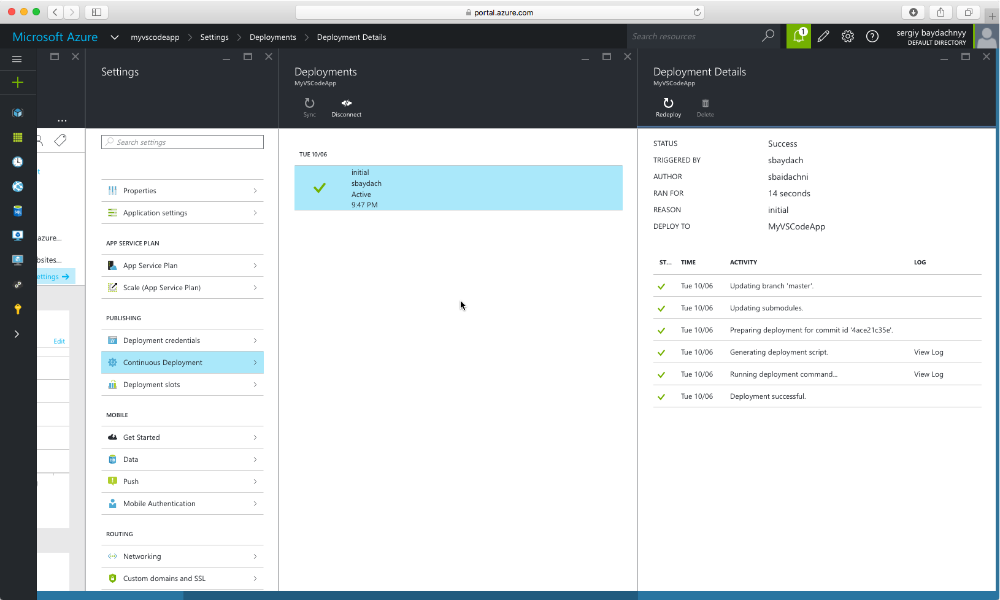 portal.azure.com
Microsoft Azure
myvscodeapp
Settings
Deployments
Deployment Details
Search resources
1
sergiy baydachnyy
DEFAULT DIRECTORY
...
et
azure...
bsites...
ettings
Edit
Settings
Search settings
Properties
Application settings
APP SERVICE PLAN
App Service Plan
Scale (App Service Plan)
PUBLISHING
Deployment credentials
Continuous Deployment
Deployment slots
MOBILE
Get Started
DB Data
Push
Mobile Authentication
ROUTING
Networking
Custom domains and SSL
SQL
Deployments
MyVSCodeApp
Sync
Disconnect
TUE 10/06
initial
sbaydach
Active
9:47 PM
Deployment Details
MyVSCodeApp
Redeploy
Delete
STATUS Success
TRIGGERED BY sbaydach
AUTHOR sbaidachni
RAN FOR 14 seconds
REASON initial
DEPLOY TO MyVSCodeApp
ST... TIME ACTIVITY LOG
Tue 10/06 Updating branch 'master'.
Tue 10/06 Updating submodules.
Tue 10/06 Preparing deployment for commit id '4ace21c35e'.
Tue 10/06 Generating deployment script. View Log
Tue 10/06 Running deployment command... View Log
Tue 10/06 Deployment successful.